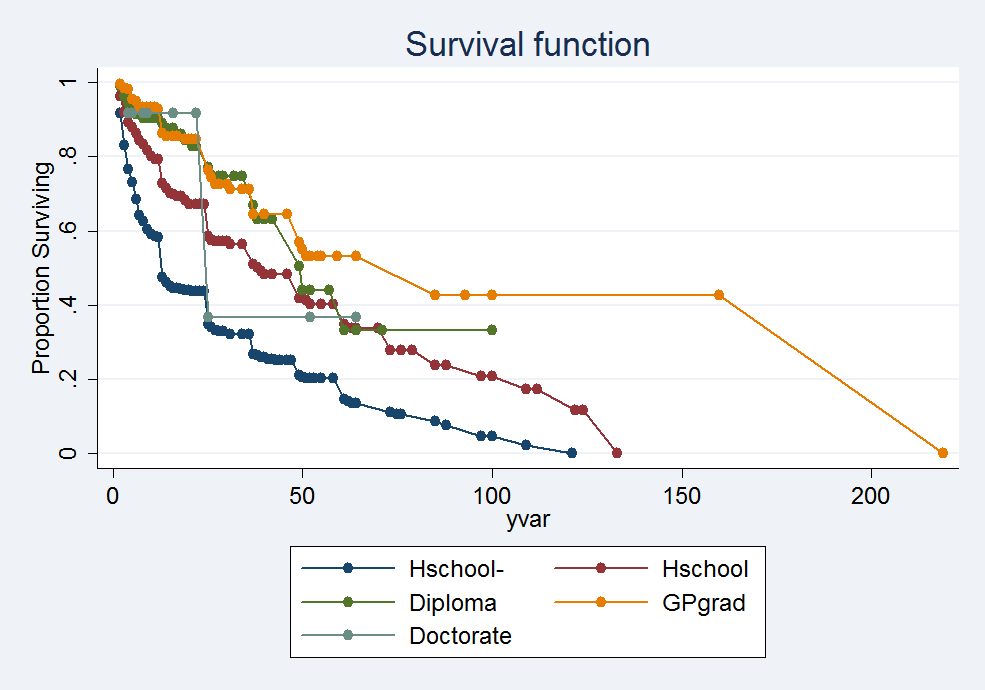 Survival function
Proportion Surviving
1
.8
.6
.4
.2
0
0 50 100 150 200
yvar
Hschool- Hschool
Diploma GPgrad
Doctorate